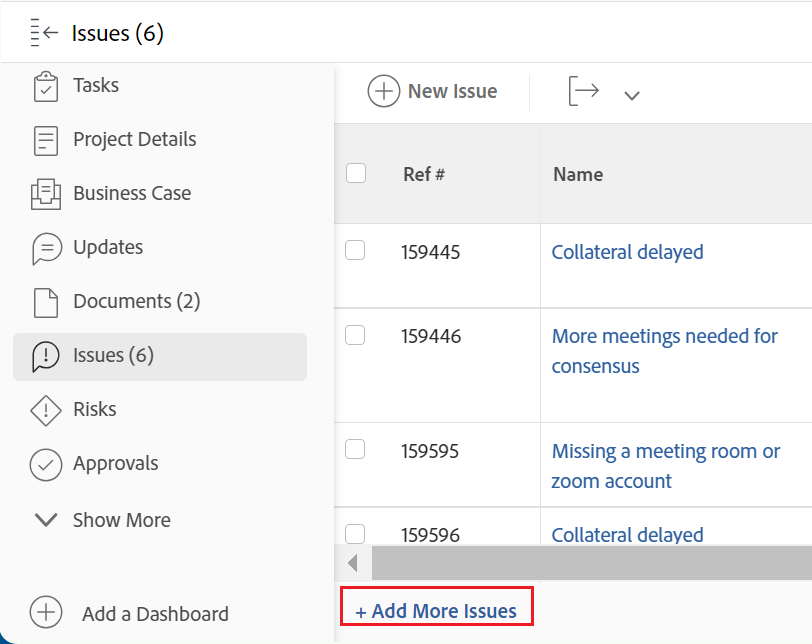 Issues (6)
Tasks
Project Details
Business Case
Updates
Documents (2)
Issues (6)
Risks
Approvals
Show More
Add a Dashboard
New Issue
Ref # Name
159445 Collateral delayed
159446 More meetings needed for
consensus
159595 Missing a meeting room or
zoom account
159596 Collateral delayed
+ Add More Issues